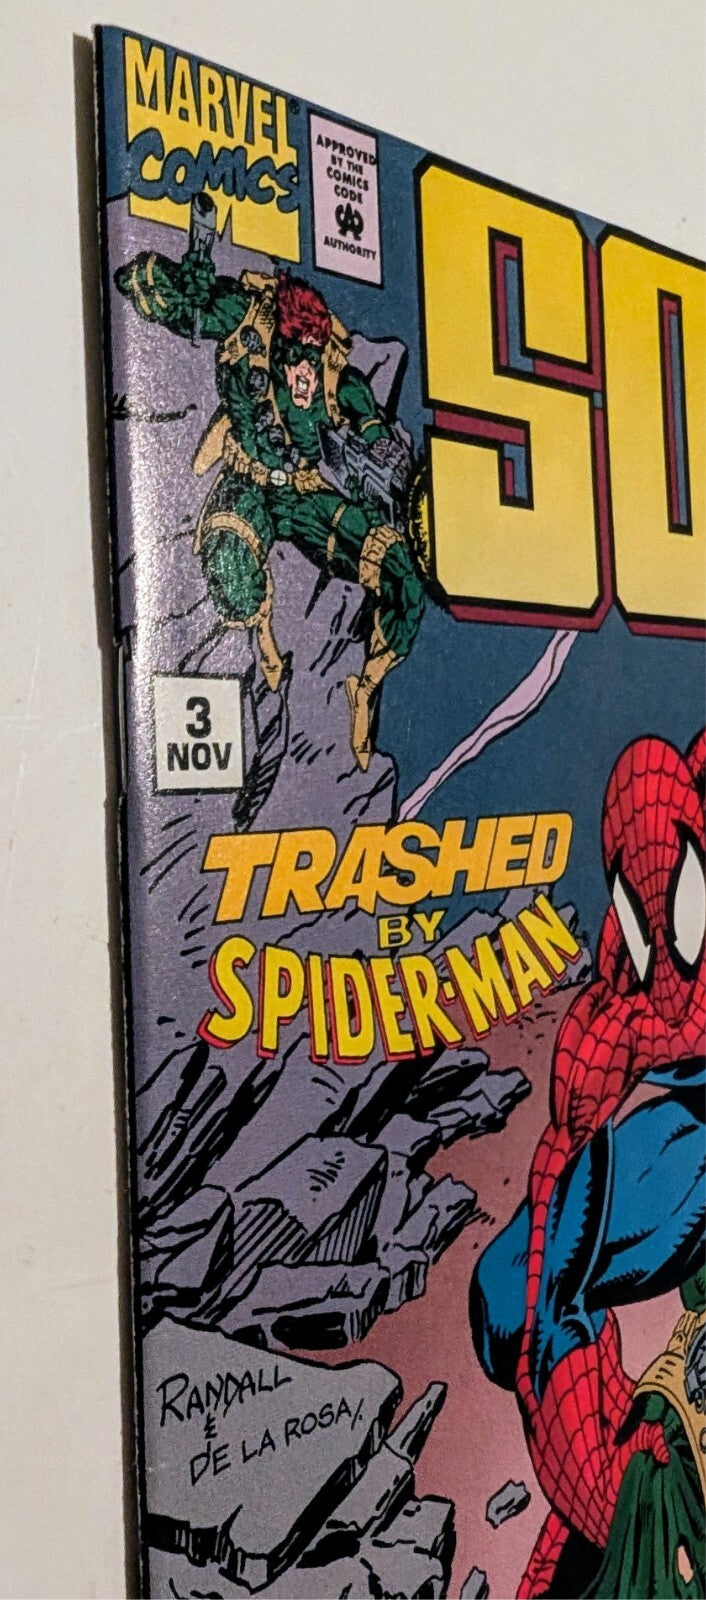 MARVEL
COMICS
APPROVED
BY THE
COMICS
CODE
CA
AUTHORITY
SO
3
NOV
TRASHED
BY
SPIDER-MAN
RANDALL
&
DE LA ROSA